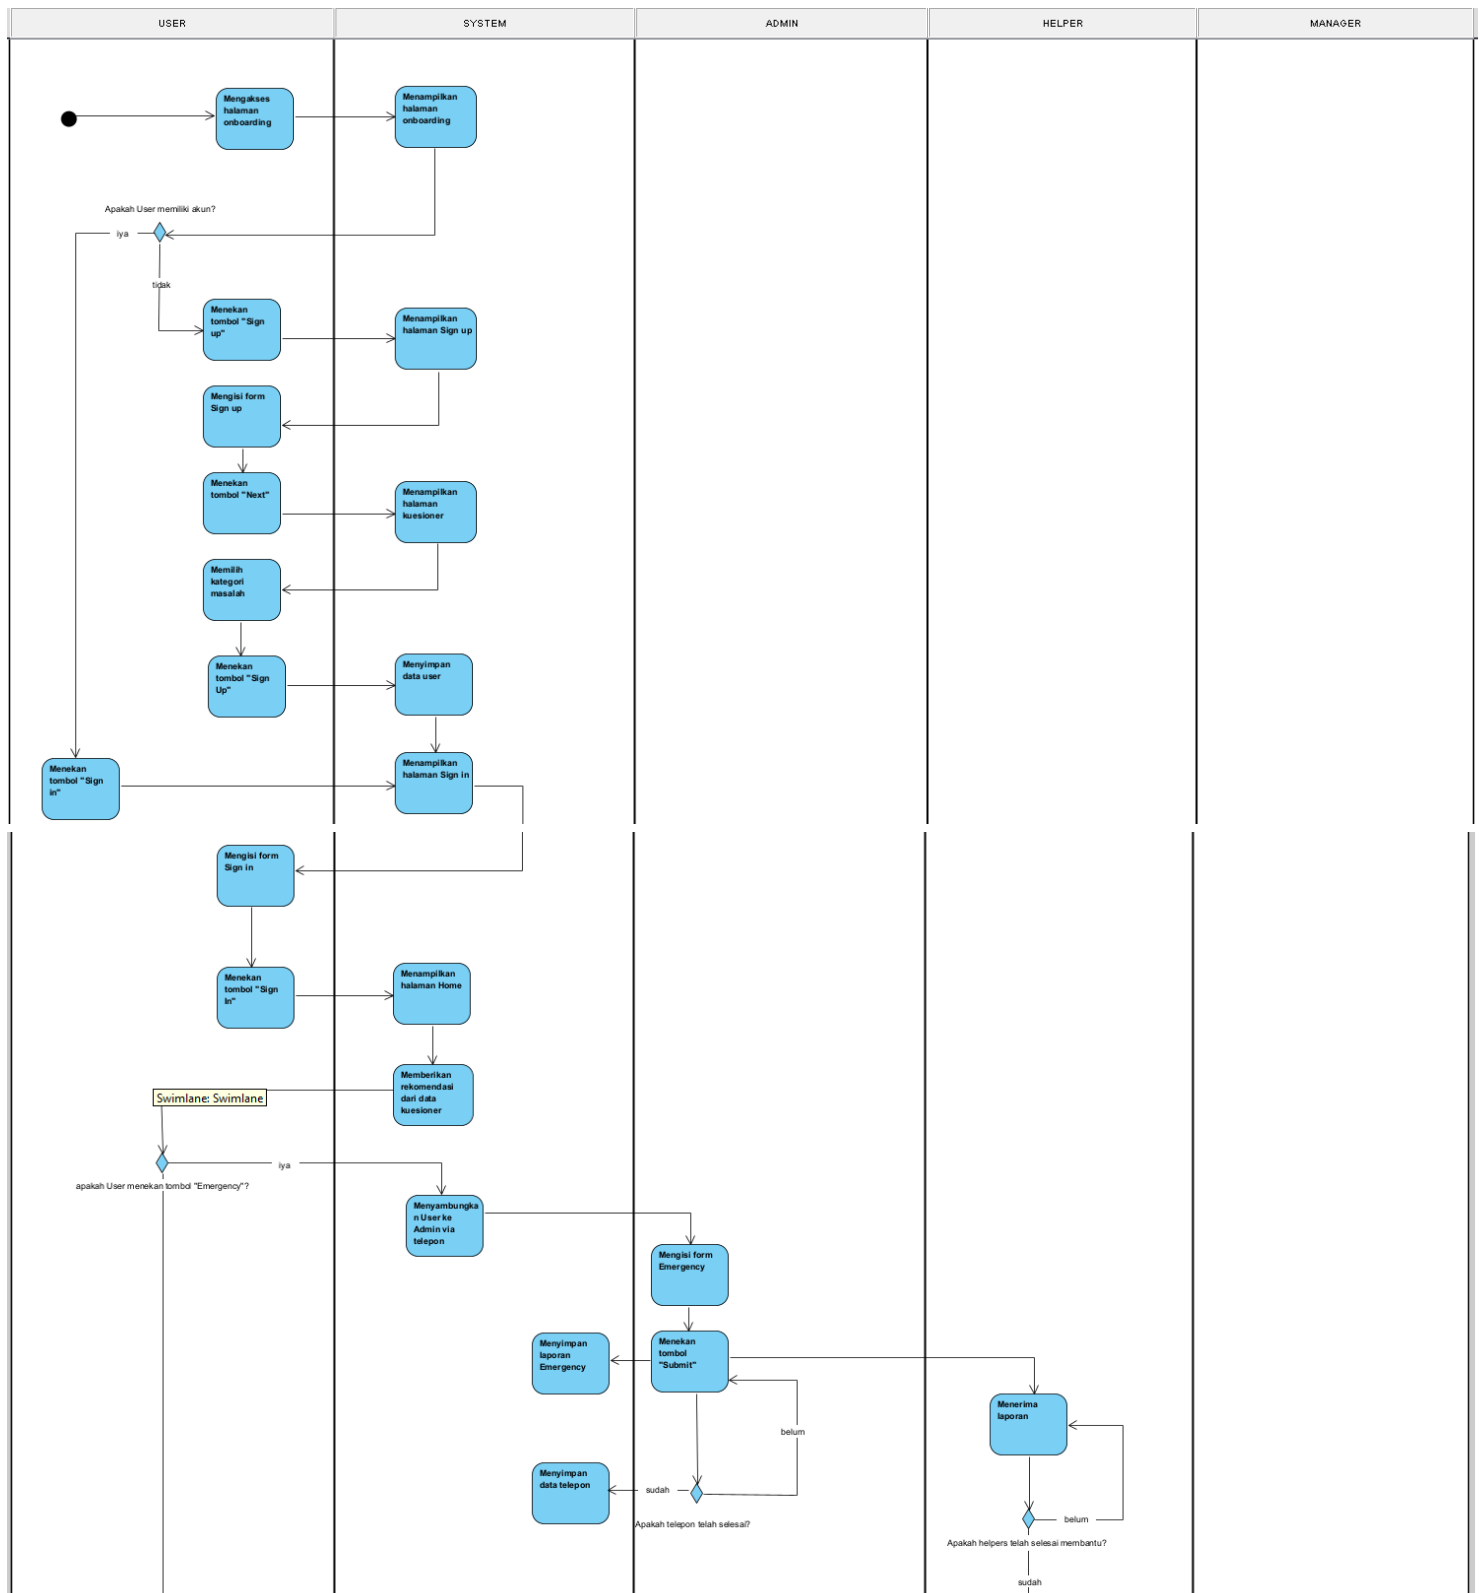 USER
SYSTEM
ADMIN
HELPER
MANAGER
Mengakses
halaman
onboarding
Menampilkan
halaman
onboarding
Apakah User memiliki akun?
iya
tidak
Menekan
tombol "Sign
up"
Menampilkan
halaman Sign up
Mengisi form
Sign up
Menekan
tombol "Next"
Menampilkan
halaman
kuesioner
Memilih
kategori
masalah
Menekan
tombol "Sign
Up"
Menyimpan
data user
Menekan
tombol "Sign
in"
Menampilkan
halaman Sign in
Mengisi form
Sign in
Menekan
tombol "Sign
In"
Menampilkan
halaman Home
Memberikan
rekomendasi
dari data
kuesioner
Swimlane: Swimlane
iya
apakah User menekan tombol "Emergency"?
Menyambungka
n User ke
Admin via
telepon
Mengisi form
Emergency
Menyimpan
laporan
Emergency
Menekan
tombol
"Submit"
Menerima
laporan
belum
Menyimpan
data telepon
sudah
Apakah telepon telah selesai?
belum
Apakah helpers telah selesai membantu?
sudah